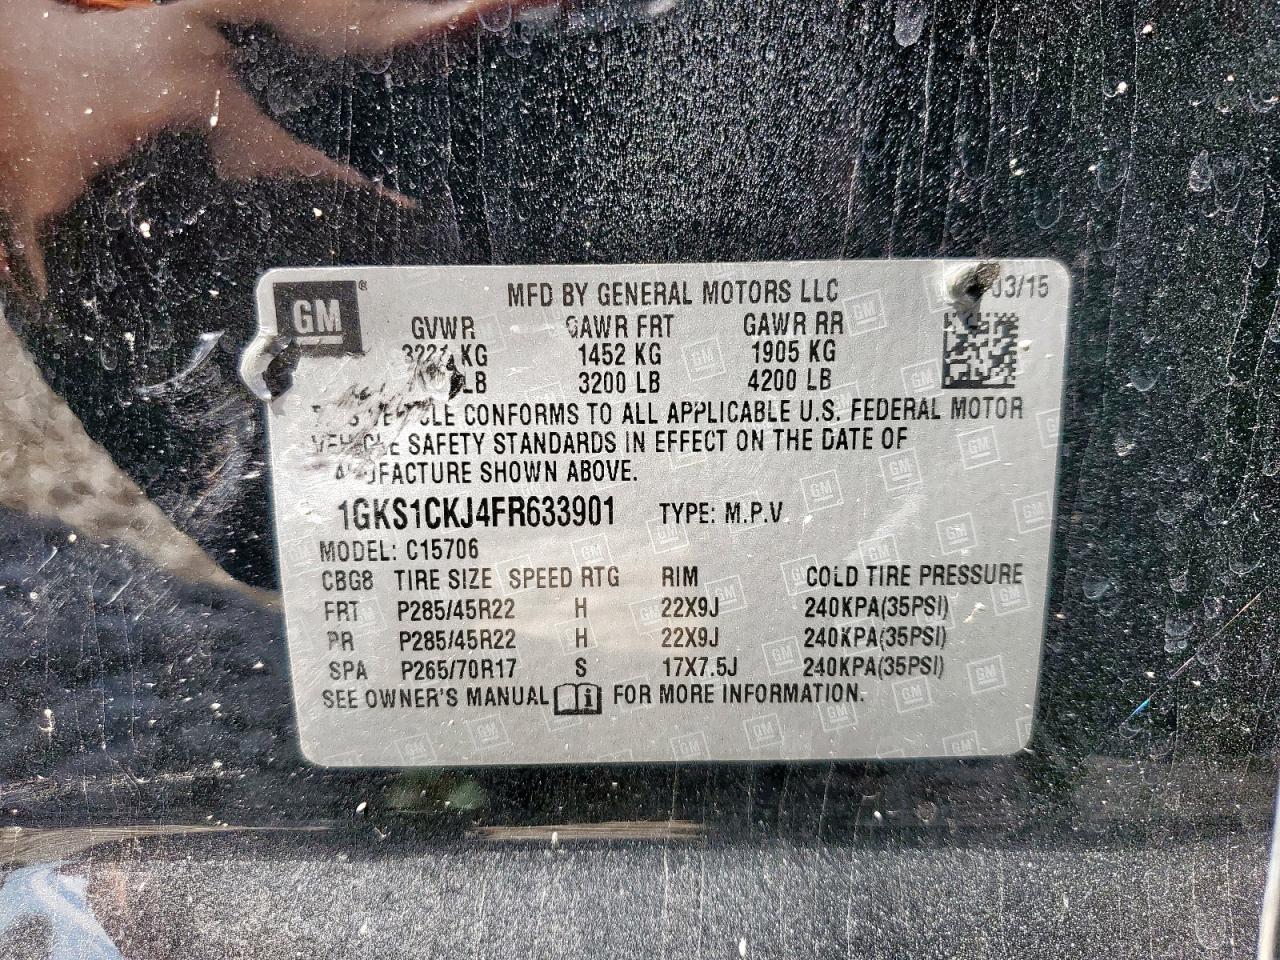 GM ®
MFD BY GENERAL MOTORS LLC
03/15
GVWR GAWR FRT GAWR RR
KG 1452 KG 1905 KG
LB 3200 LB 4200 LB
CONFORMS TO ALL APPLICABLE U.S. FEDERAL MOTOR
VEHICLE SAFETY STANDARDS IN EFFECT ON THE DATE OF
MANUFACTURE SHOWN ABOVE.
1GKS1CKJ4FR633901 TYPE: M.P.V.
MODEL: C15706
CBG8 TIRE SIZE SPEED RTG RIM COLD TIRE PRESSURE
FRT P285/45R22 H 22X9J 240KPA(35PSI)
RR P285/45R22 H 22X9J 240KPA(35PSI)
SPA P265/70R17 S 17X7.5J 240KPA(35PSI)
SEE OWNER'S MANUAL i FOR MORE INFORMATION.